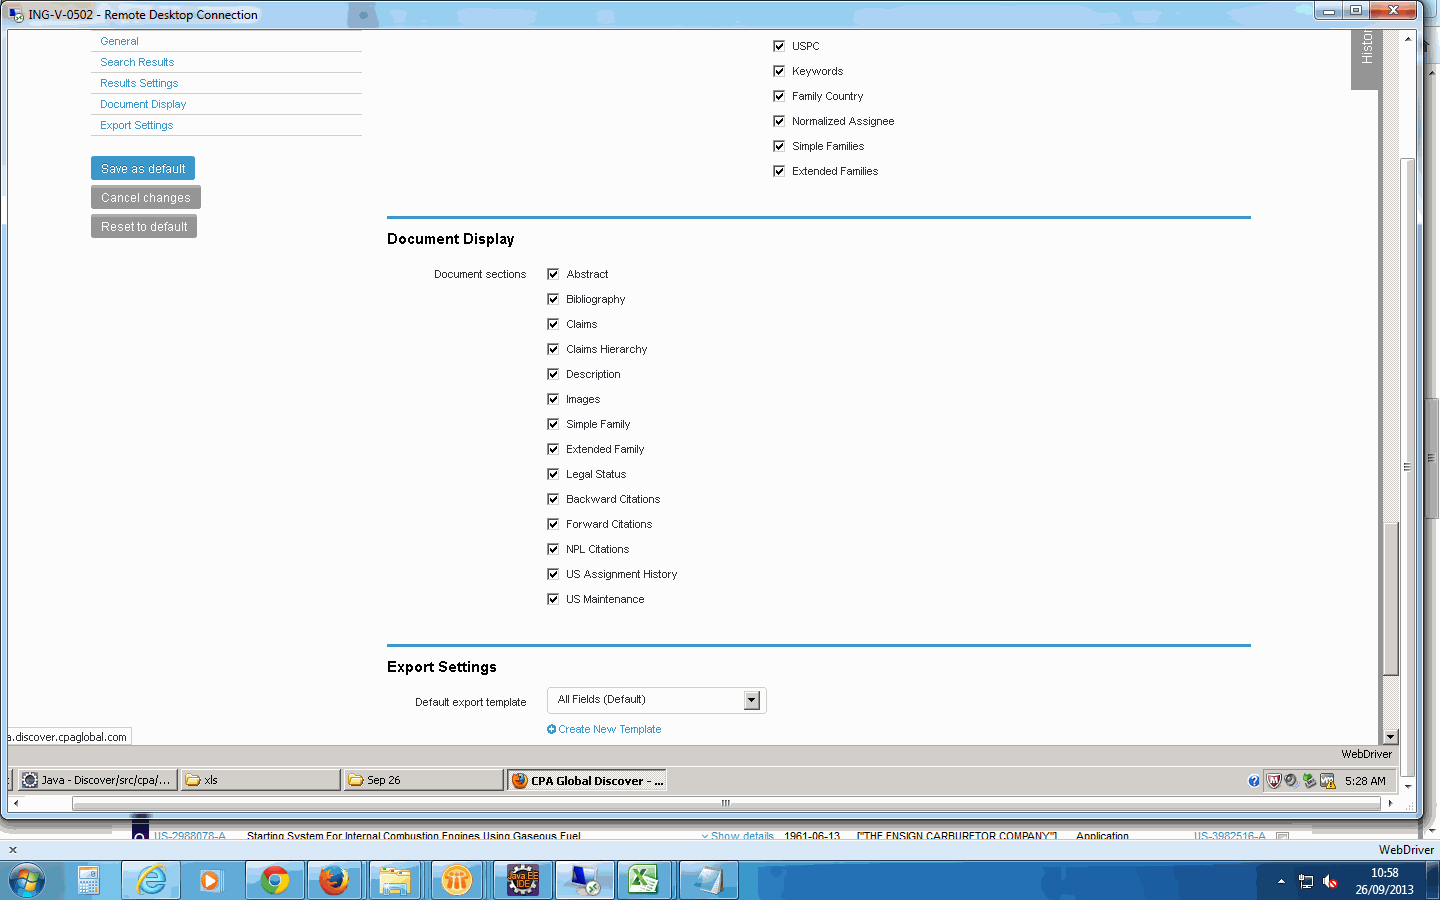 ING-V-0502 - Remote Desktop Connection
General
Search Results
Results Settings
Document Display
Export Settings
Save as default
Cancel changes
Reset to default
USPC
Keywords
Family Country
Normalized Assignee
Simple Families
Extended Families
Histor
Document Display
Document sections
Abstract
Bibliography
Claims
Claims Hierarchy
Description
Images
Simple Family
Extended Family
Legal Status
Backward Citations
Forward Citations
NPL Citations
US Assignment History
US Maintenance
Export Settings
Default export template
All Fields (Default)
Create New Template
a.discover.cpaglobal.com
WebDriver
Java - Discover/src/cpa/...
xls
Sep 26
CPA Global Discover - ...
5:28 AM
US-2988078-A Starting System For Internal Combustion Engines Using Gaseous Fuel Show details 1961-06-13 ["THE ENSIGN CARBURETOR COMPANY"] Application US-3982516-A
x
WebDriver
Java EE
IDE
10:58
26/09/2013